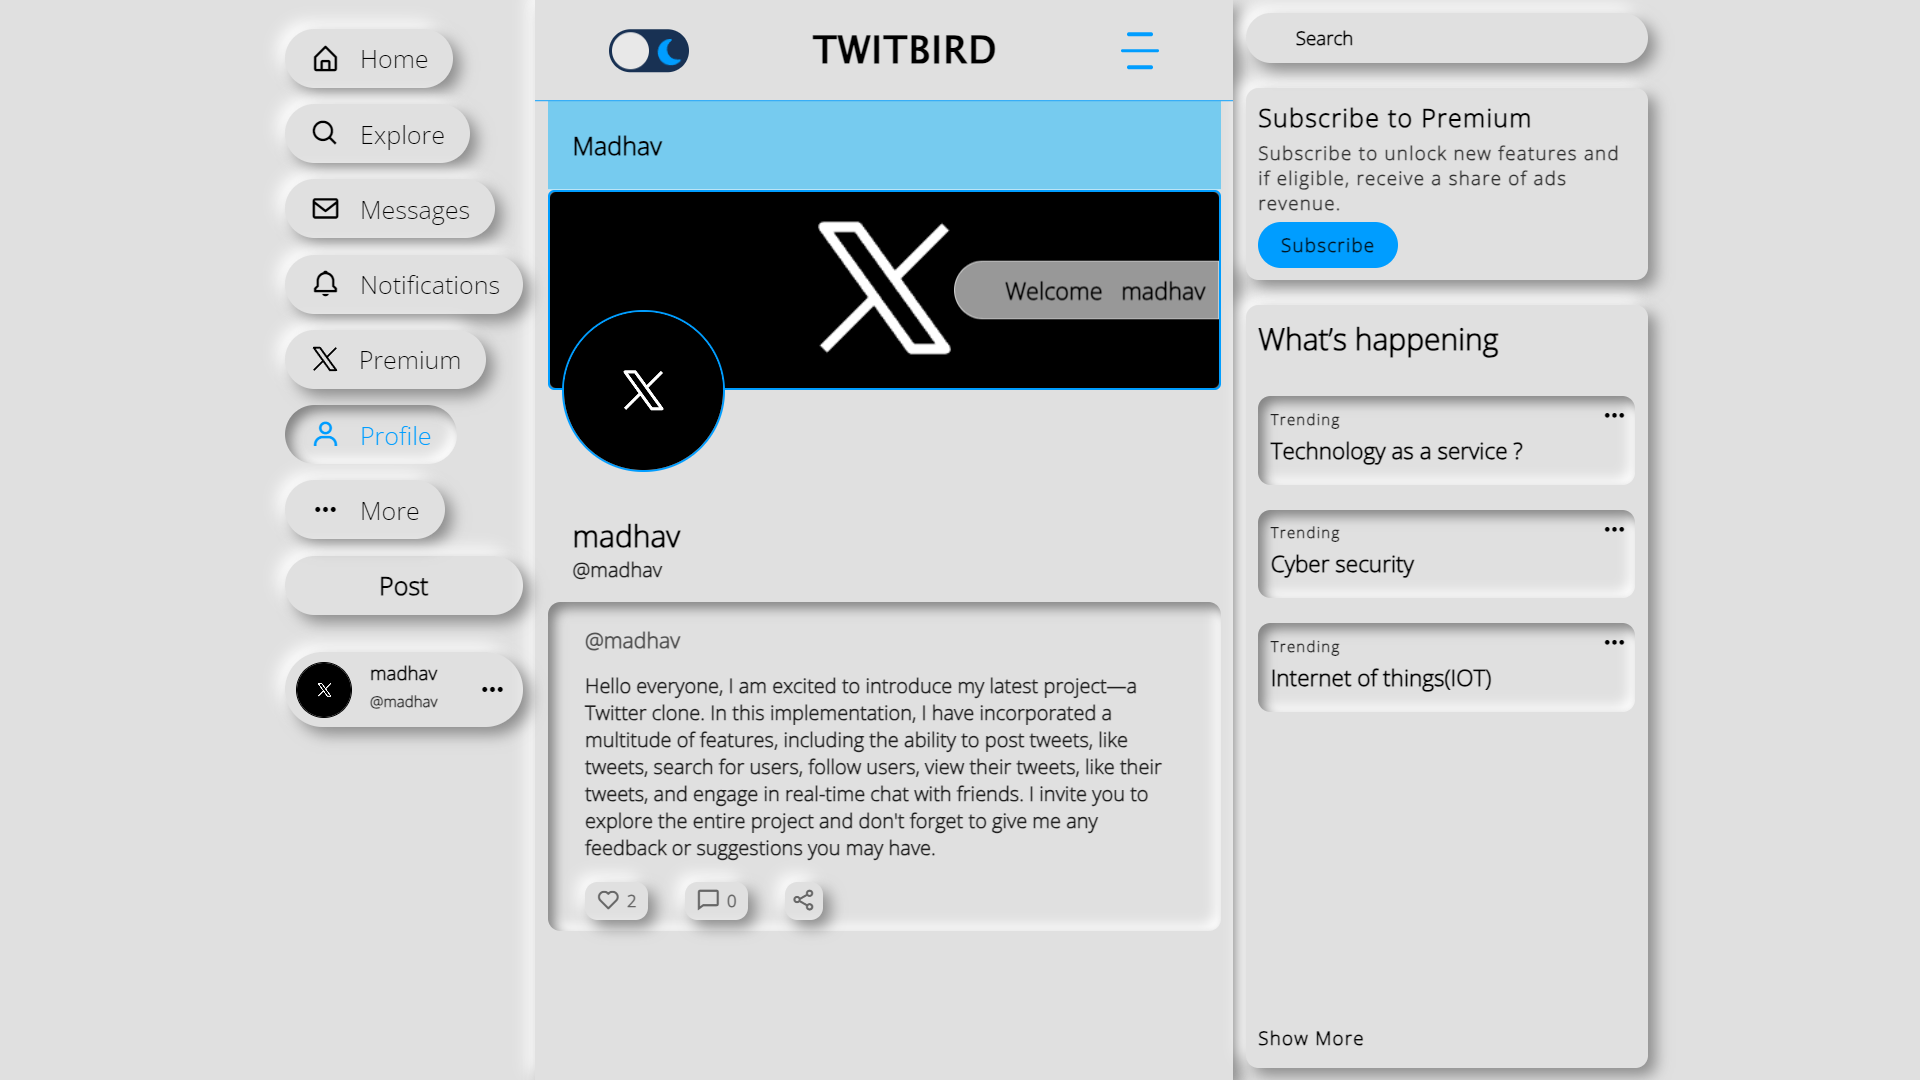 Home
Explore
Messages
Notifications
Premium
Profile
More
Post
madhav
@madhav
TWITBIRD
Madhav
Welcome madhav
madhav
@madhav
@madhav
Hello everyone, I am excited to introduce my latest project—a
Twitter clone. In this implementation, I have incorporated a
multitude of features, including the ability to post tweets, like
tweets, search for users, follow users, view their tweets, like their
tweets, and engage in real-time chat with friends. I invite you to
explore the entire project and don't forget to give me any
feedback or suggestions you may have.
2
0
Search
Subscribe to Premium
Subscribe to unlock new features and
if eligible, receive a share of ads
revenue.
Subscribe
What's happening
Trending
Technology as a service ?
Trending
Cyber security
Trending
Internet of things(IOT)
Show More